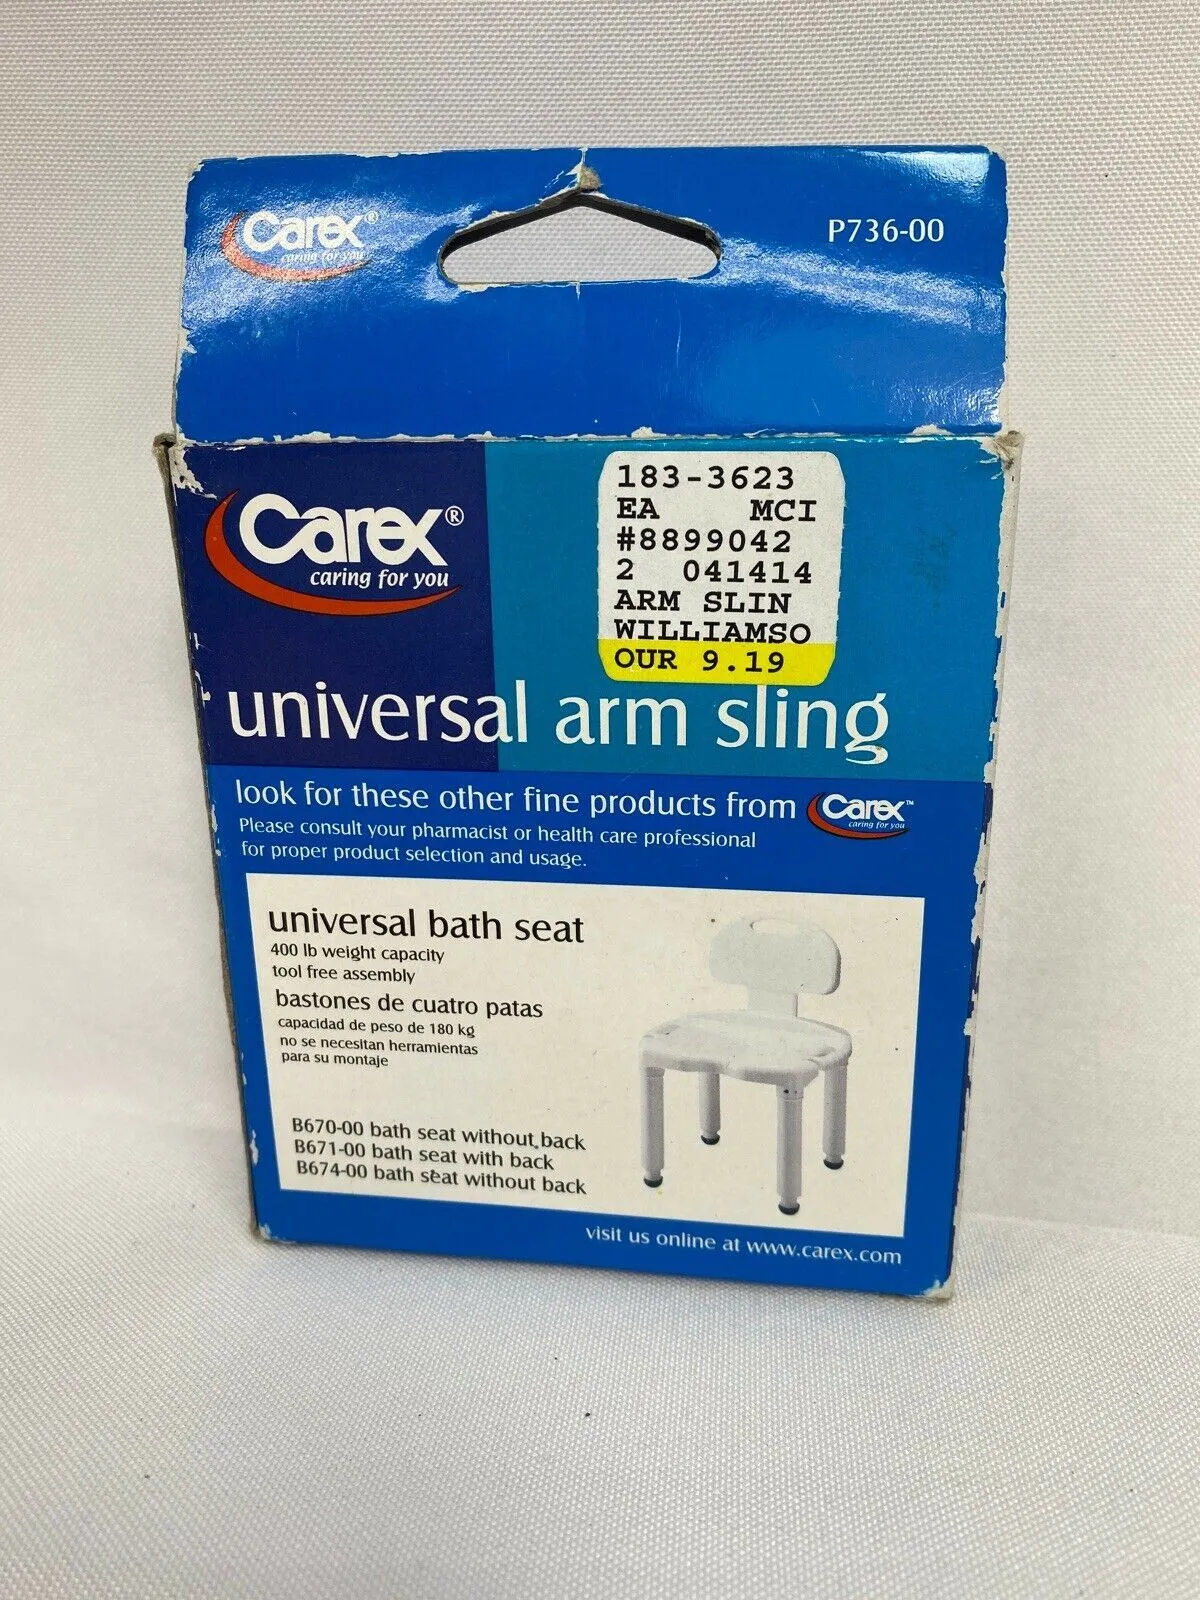 Carex®
caring for you
P736-00
Carex®
caring for you
183-3623
EA MCI
#8899042
2 041414
ARM SLIN
WILLIAMSO
OUR 9.19
universal arm sling
look for these other fine products from Carex™
caring for you
Please consult your pharmacist or health care professional
for proper product selection and usage.
universal bath seat
400 lb weight capacity
tool free assembly
bastones de cuatro patas
capacidad de peso de 180 kg
no se necesitan herramientas
para su montaje
B670-00 bath seat without back
B671-00 bath seat with back
B674-00 bath seat without back
visit us online at www.carex.com